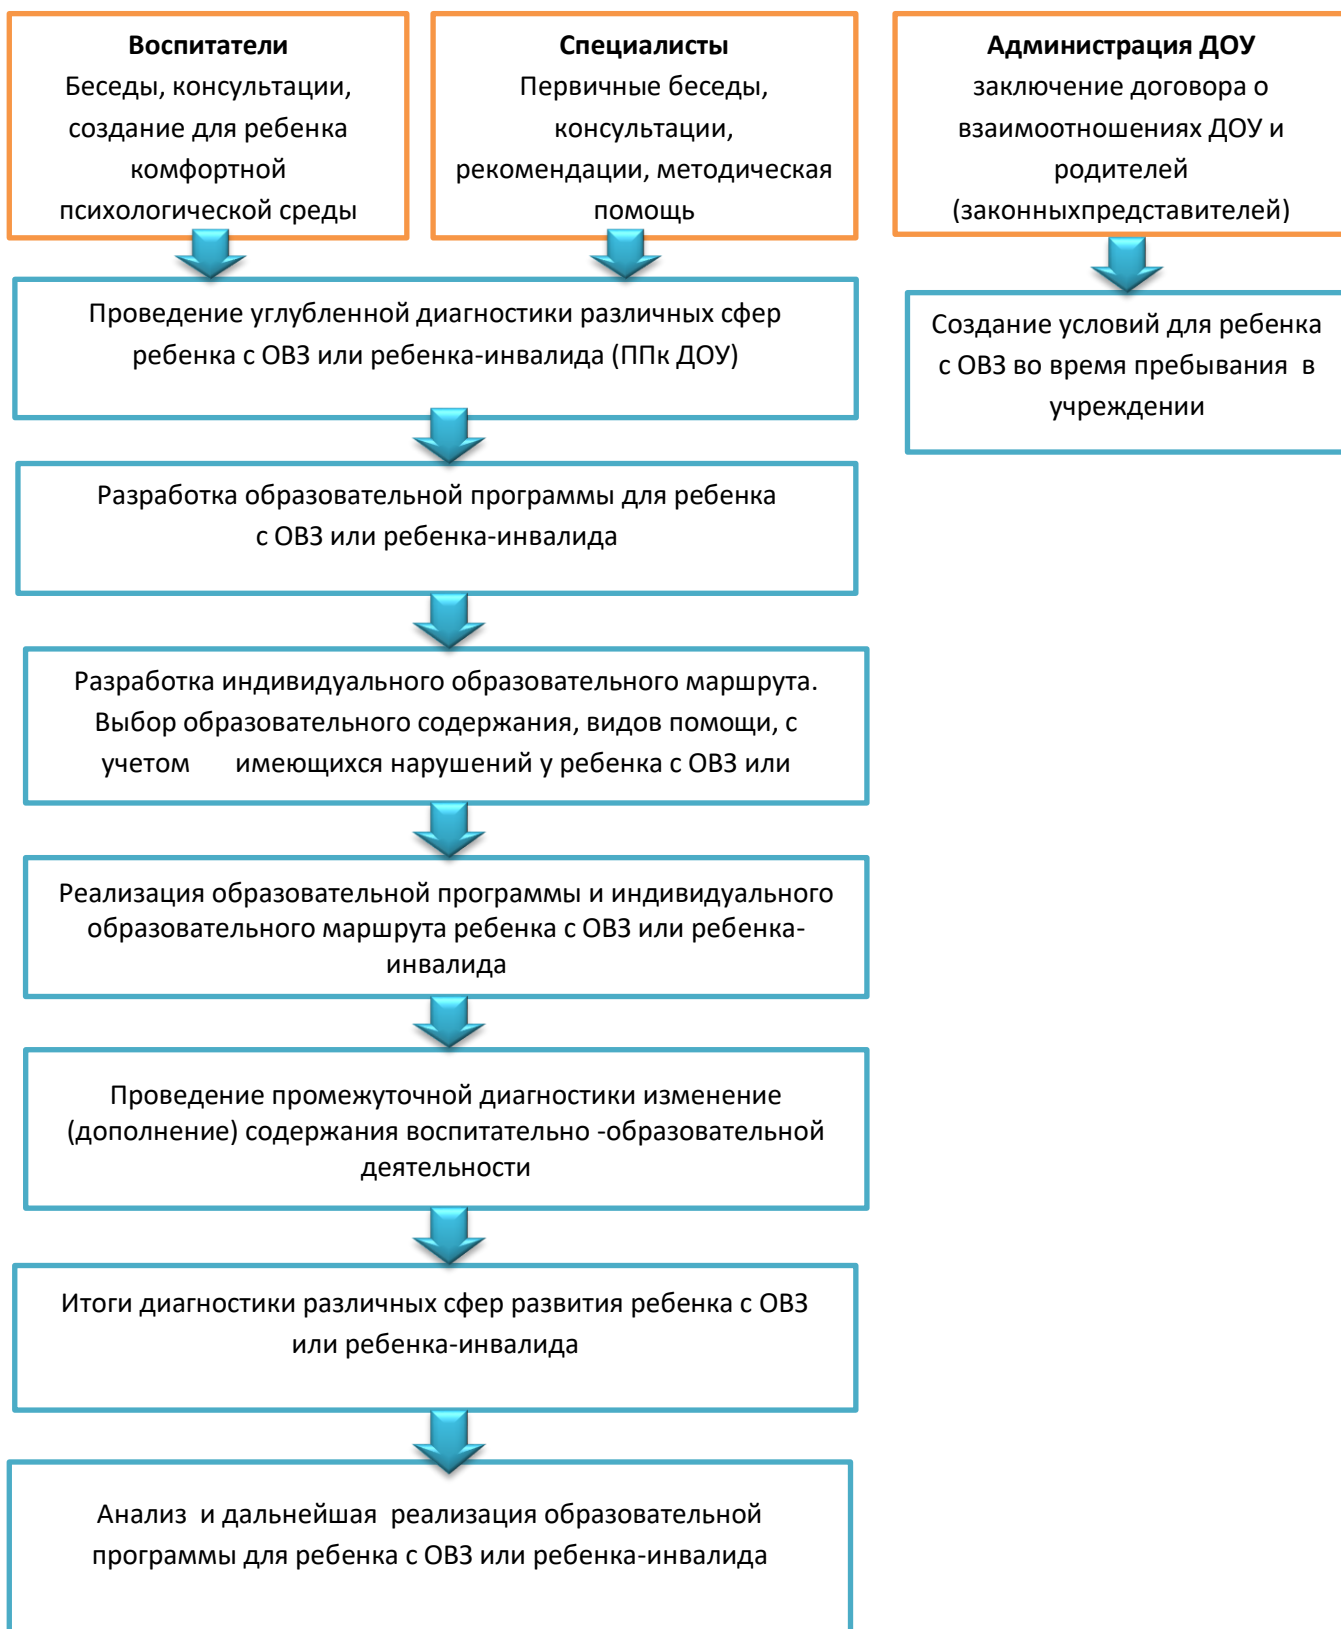 Воспитатели
Беседы, консультации,
создание для ребенка
комфортной
психологической среды
Специалисты
Первичные беседы,
консультации,
рекомендации, методическая
помощь
Администрация ДОУ
заключение договора о
взаимоотношениях ДОУ и
родителей
(законныхпредставителей)
Проведение углубленной диагностики различных сфер
ребенка с ОВЗ или ребенка-инвалида (ППк ДОУ)
Создание условий для ребенка
с ОВЗ во время пребывания  в
учреждении
Разработка образовательной программы для ребенка
с ОВЗ или ребенка-инвалида
Разработка индивидуального образовательного маршрута.
Выбор образовательного содержания, видов помощи, с
учетом      имеющихся нарушений у ребенка с ОВЗ или
Реализация образовательной программы и индивидуального
образовательного маршрута ребенка с ОВЗ или ребенка-
инвалида
Проведение промежуточной диагностики изменение
(дополнение) содержания воспитательно -образовательной
деятельности
Итоги диагностики различных сфер развития ребенка с ОВЗ
или ребенка-инвалида
Анализ  и дальнейшая  реализация образовательной
программы для ребенка с ОВЗ или ребенка-инвалида